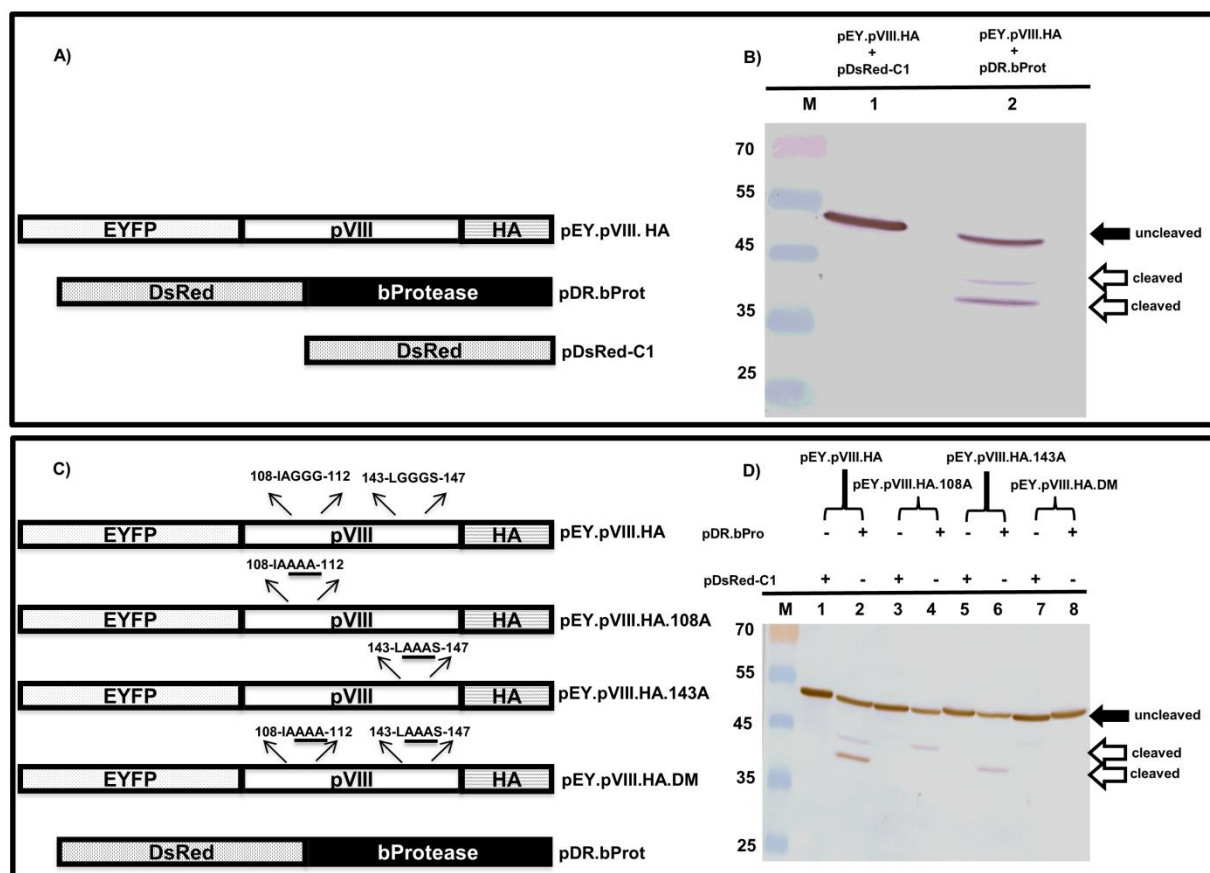 A)
EYFP pVIII HA pEY.pVIII. HA
DsRed bProtease pDR.bProt
DsRed pDsRed-C1
B)
pEY.pVIII.HA
+
pDsRed-C1
pEY.pVIII.HA
+
pDR.bProt
M 1 2
70
55
45
35
25
uncleaved
cleaved
cleaved
C)
108-IAGGG-112 143-LGGGS-147
EYFP pVIII HA pEY.pVIII.HA
108-IAAAA-112
EYFP pVIII HA pEY.pVIII.HA.108A
143-LAAAS-147
EYFP pVIII HA pEY.pVIII.HA.143A
108-IAAAA-112 143-LAAAS-147
EYFP pVIII HA pEY.pVIII.HA.DM
DsRed bProtease pDR.bProt
D)
pEY.pVIII.HA pEY.pVIII.HA.143A
pEY.pVIII.HA.108A pEY.pVIII.HA.DM
pDR.bPro - + - + - + - +
pDsRed-C1 + - + - + - + -
M 1 2 3 4 5 6 7 8
70
55
45
35
25
uncleaved
cleaved
cleaved